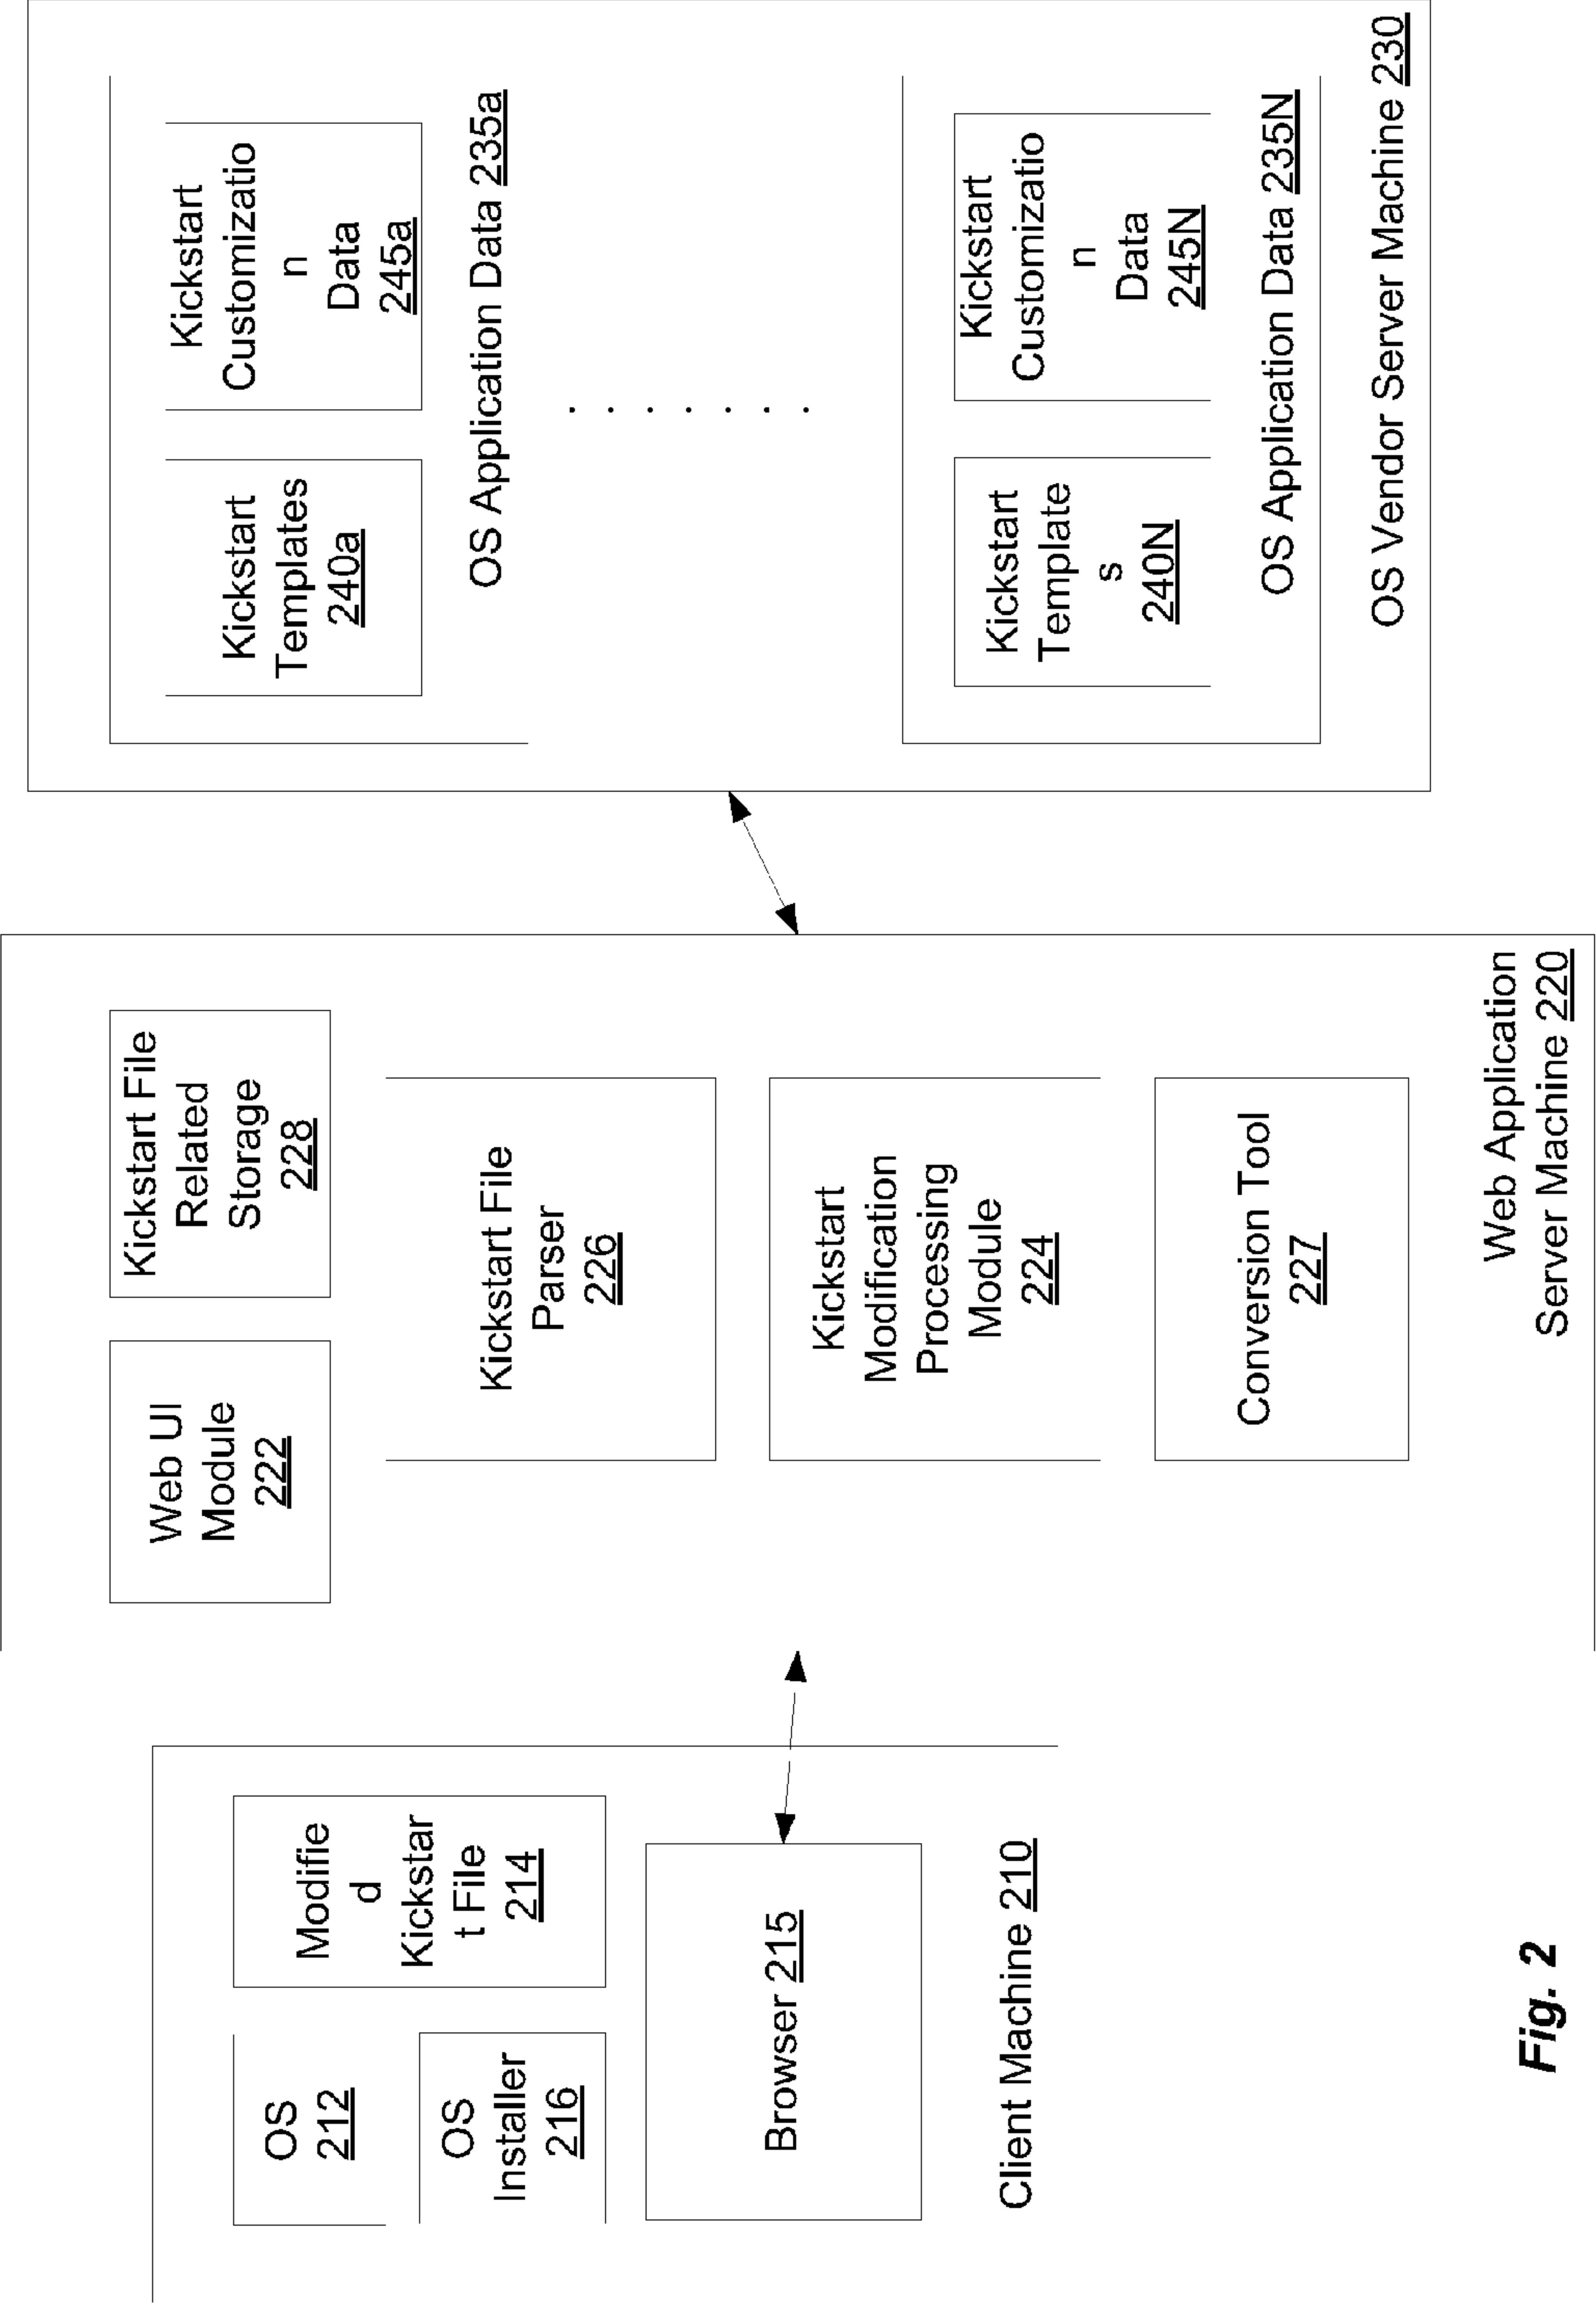 OS
212
Modifie
d
Kickstar
t File
214
OS
Installer
216
Browser 215
Client Machine 210
Web UI
Module
222
Kickstart File
Related
Storage
228
Kickstart File
Parser
226
Kickstart
Modification
Processing
Module
224
Conversion Tool
227
Web Application
Server Machine 220
Kickstart
Templates
240a
Kickstart
Customizatio
n
Data
245a
OS Application Data 235a
. . . . . . .
Kickstart
Template
s
240N
Kickstart
Customizatio
n
Data
245N
OS Application Data 235N
OS Vendor Server Machine 230
Fig. 2